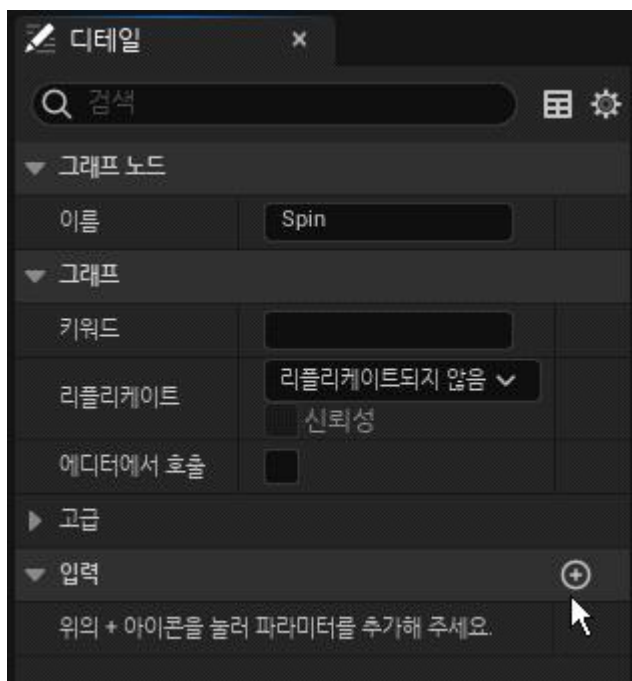 디테일
검색
그래프 노드
이름 Spin
그래프
키워드
리플리케이트 리플리케이트되지 않음
신뢰성
에디터에서 호출
고급
입력
위의 + 아이콘을 눌러 파라미터를 추가해 주세요.